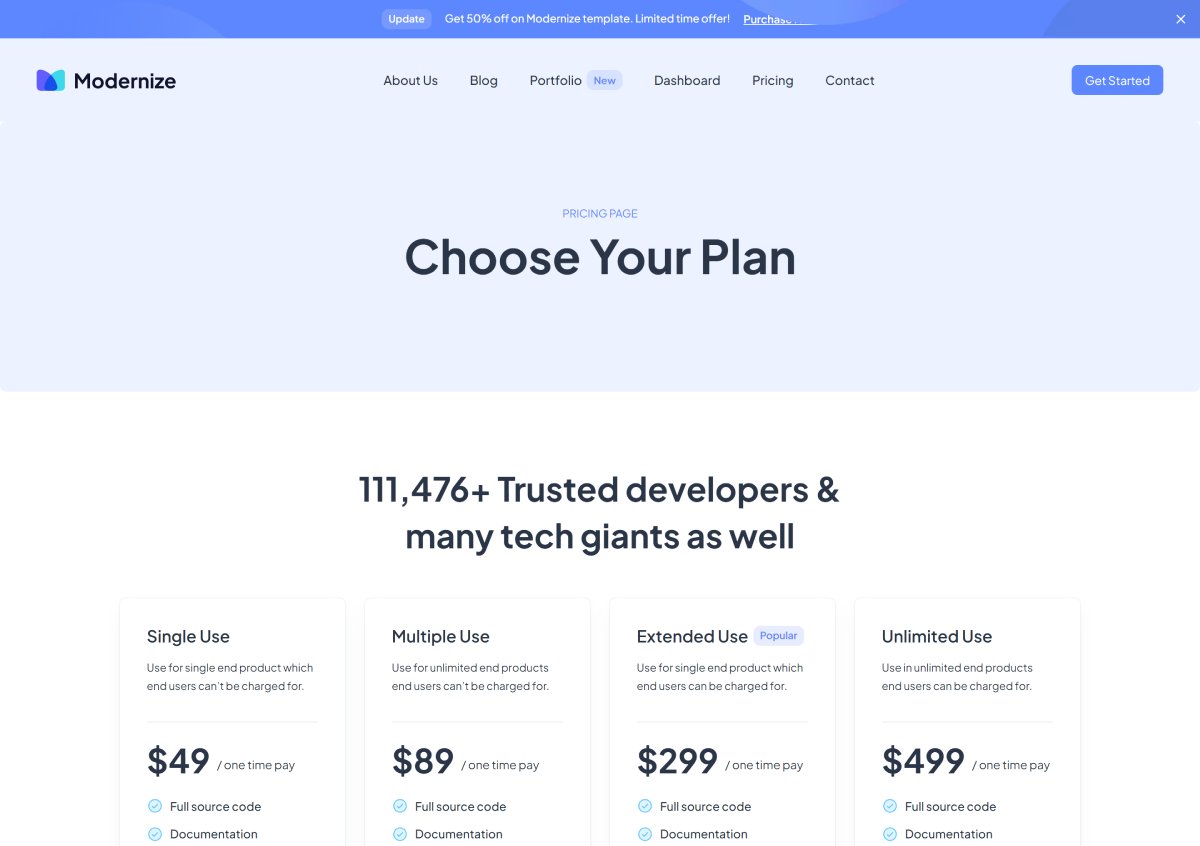 Update Get 50% off on Modernize template. Limited time offer! Purchase
Modernize About Us Blog Portfolio New Dashboard Pricing Contact Get Started
PRICING PAGE
Choose Your Plan
111,476+ Trusted developers &
many tech giants as well
Single Use
Use for single end product which
end users can't be charged for.
$49 / one time pay
Full source code
Documentation
Multiple Use
Use for unlimited end products
end users can't be charged for.
$89 / one time pay
Full source code
Documentation
Extended Use Popular
Use for single end product which
end users can be charged for.
$299 / one time pay
Full source code
Documentation
Unlimited Use
Use in unlimited end products
end users can be charged for.
$499 / one time pay
Full source code
Documentation